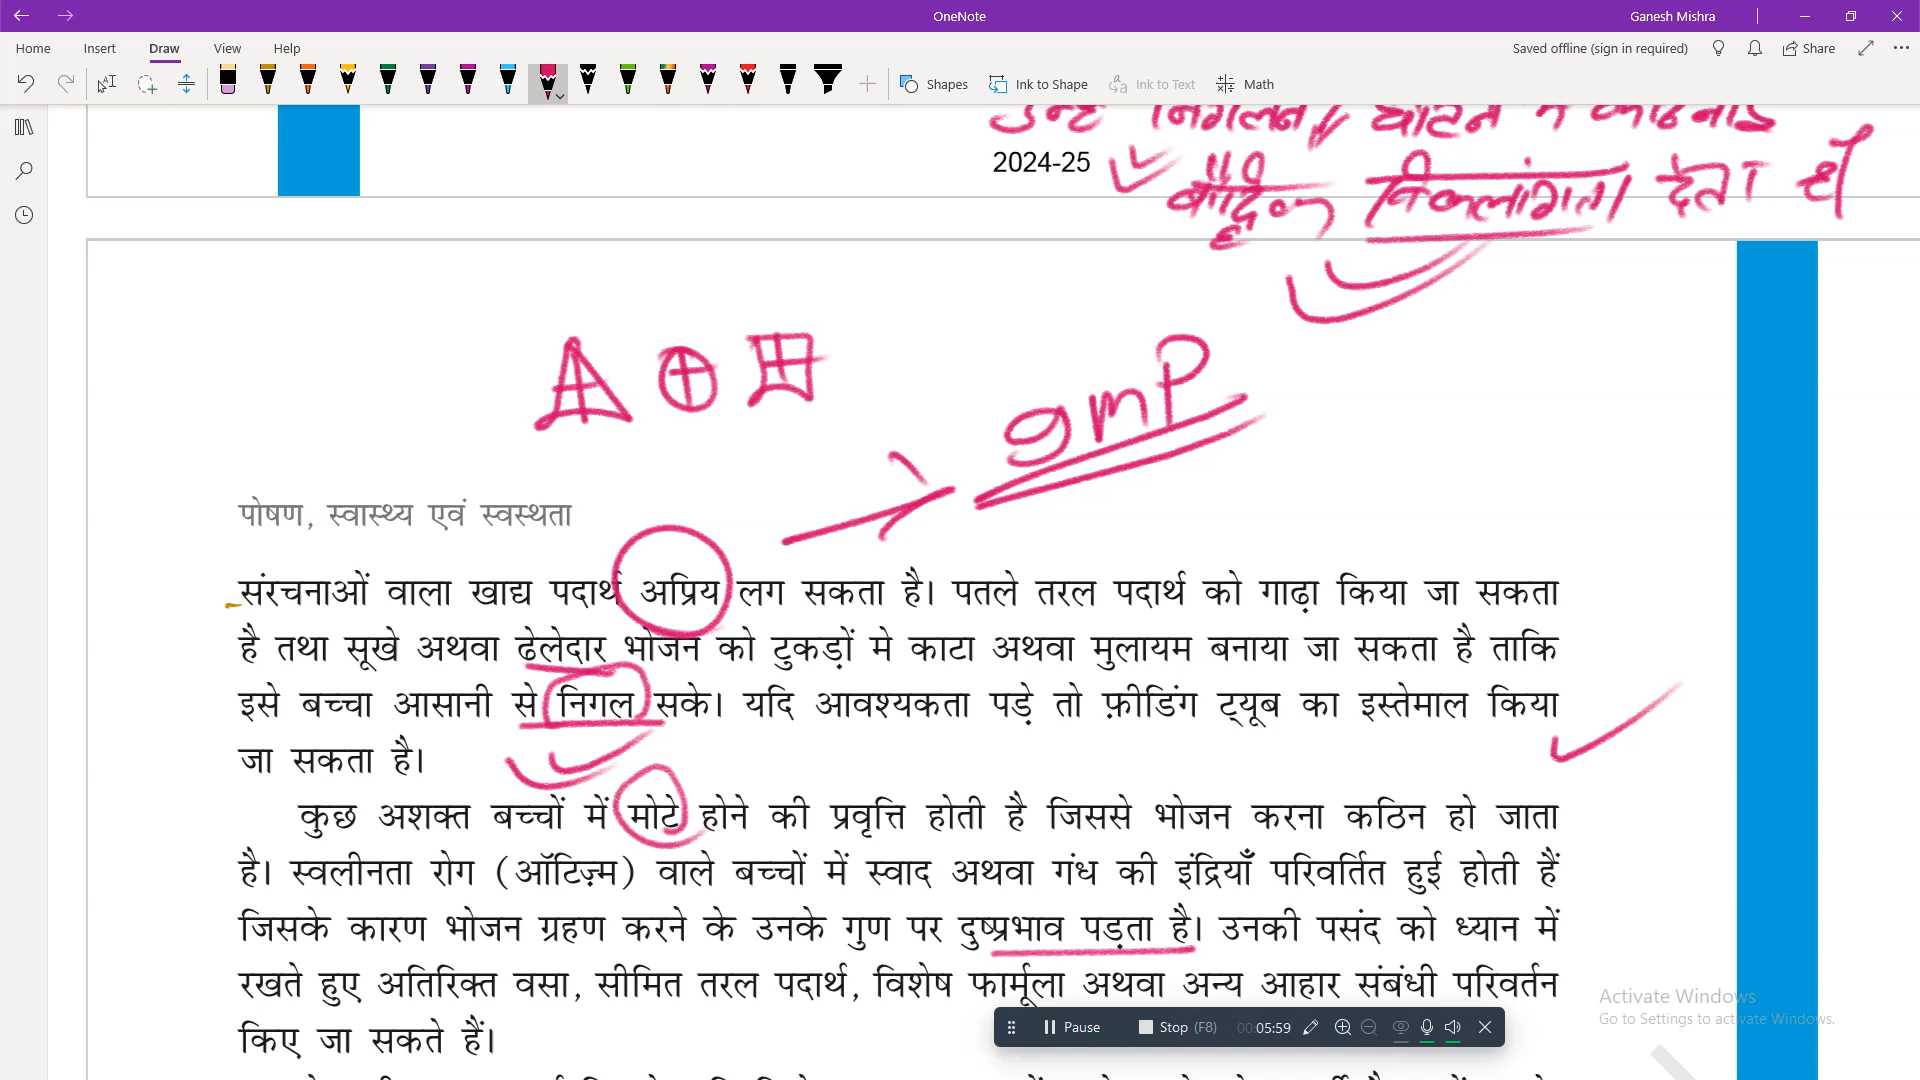 OneNote
Ganesh Mishra
Home Insert Draw View Help
Saved offline (sign in required) Share
Shapes Ink to Shape Ink to Text Math
2024-25
बौद्धिक विकलांगता देता है
gmP
पोषण, स्वास्थ्य एवं स्वस्थता
संरचनाओं वाला खाद्य पदार्थ अप्रिय लग सकता है। पतले तरल पदार्थ को गाढ़ा किया जा सकता
है तथा सूखे अथवा ढेलेदार भोजन को टुकड़ों मे काटा अथवा मुलायम बनाया जा सकता है ताकि
इसे बच्चा आसानी से निगल सके। यदि आवश्यकता पड़े तो फ़ीडिंग ट्यूब का इस्तेमाल किया
जा सकता है।
कुछ अशक्त बच्चों में मोटे होने की प्रवृत्ति होती है जिससे भोजन करना कठिन हो जाता
है। स्वलीनता रोग (ऑटिज़्म) वाले बच्चों में स्वाद अथवा गंध की इंद्रियाँ परिवर्तित हुई होती हैं
जिसके कारण भोजन ग्रहण करने के उनके गुण पर दुष्प्रभाव पड़ता है। उनकी पसंद को ध्यान में
रखते हुए अतिरिक्त वसा, सीमित तरल पदार्थ, विशेष फार्मूला अथवा अन्य आहार संबंधी परिवर्तन
किए जा सकते हैं।
Activate Windows
Go to Settings to activate Windows.
Pause Stop (F8) 00:05:59